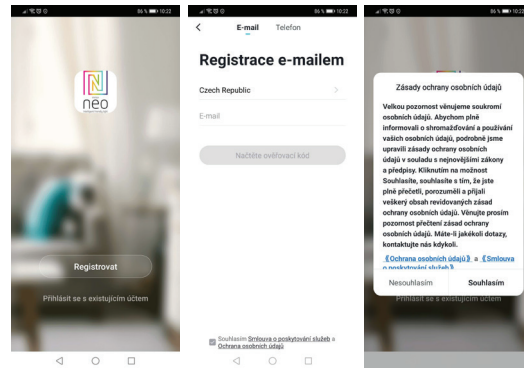 86 % 10:22
neo
Registrovat
Přihlásit se s existujícím účtem
86 % 10:22
E-mail Telefon
Registrace e-mailem
Czech Republic
E-mail
Načtěte ověřovací kód
Souhlasím Smlouva o poskytování služeb a
Ochrana osobních údajů
86 % 10:22
Zásady ochrany osobních údajů
Velkou pozornost věnujeme soukromí
osobních údajů. Abychom plně
informovali o shromažďování a používání
vašich osobních údajů, podrobně jsme
upravili zásady ochrany osobních
údajů v souladu s nejnovějšími zákony
a předpisy. Kliknutím na možnost
Souhlasíte, souhlasíte s tím, že jste
plně přečetli, porozuměli a přijali
veškerý obsah revidovaných zásad
ochrany osobních údajů. Věnujte prosím
pozornost přečtení zásad ochrany
osobních údajů. Máte-li jakékoli dotazy,
kontaktujte nás kdykoli.
《Ochrana osobních údajů》 a 《Smlouva
o poskytování služeb》
Nesouhlasím Souhlasím
Přihlásit se s existujícím účtem